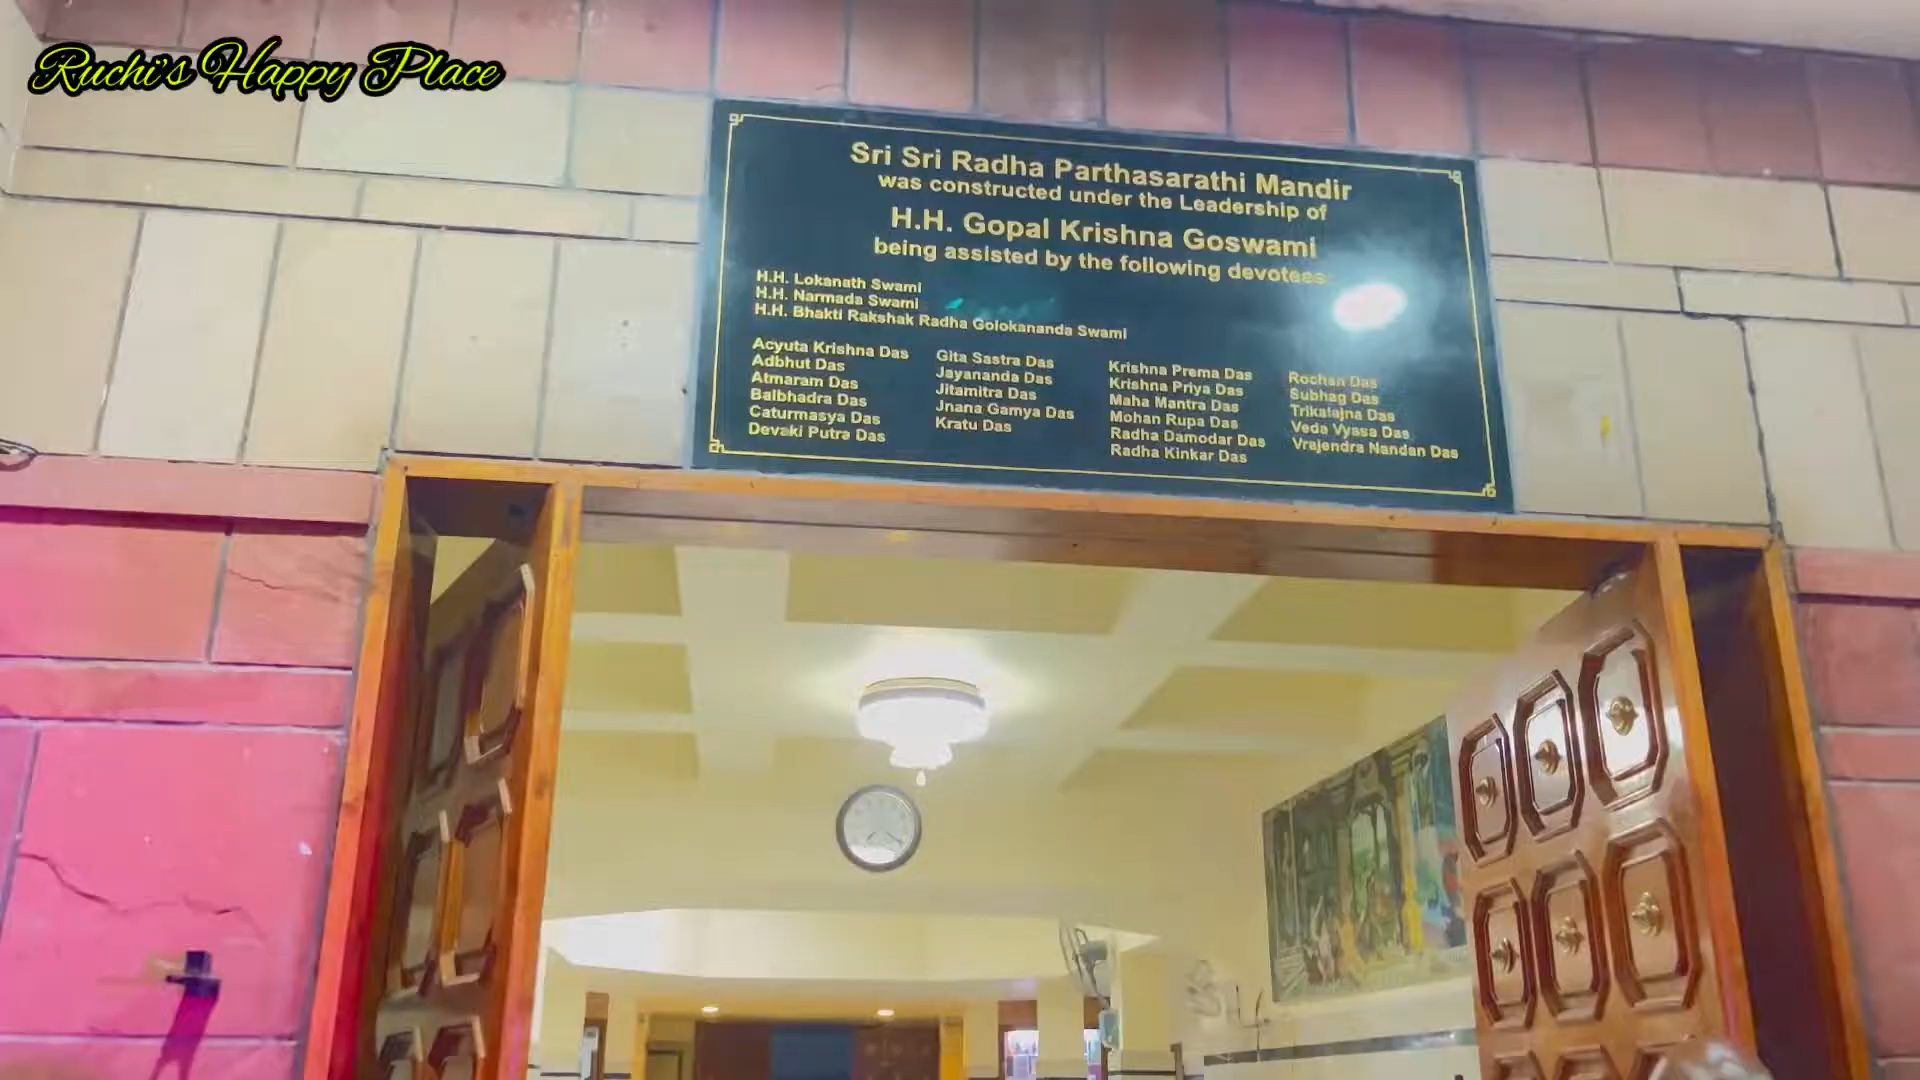 Ruchi's Happy Place
Sri Sri Radha Parthasarathi Mandir
was constructed under the Leadership of
H.H. Gopal Krishna Goswami
being assisted by the following devotees:
H.H. Lokanath Swami
H.H. Narmada Swami
H.H. Bhakti Rakshak Radha Golokananda Swami
Acyuta Krishna Das
Adbhut Das
Atmaram Das
Balbhadra Das
Caturmasya Das
Devaki Putra Das
Gita Sastra Das
Jayananda Das
Jitamitra Das
Jnana Gamya Das
Kratu Das
Krishna Prema Das
Krishna Priya Das
Maha Mantra Das
Mohan Rupa Das
Radha Damodar Das
Radha Kinkar Das
Rochan Das
Subhag Das
Trikalajna Das
Veda Vyasa Das
Vrajendra Nandan Das